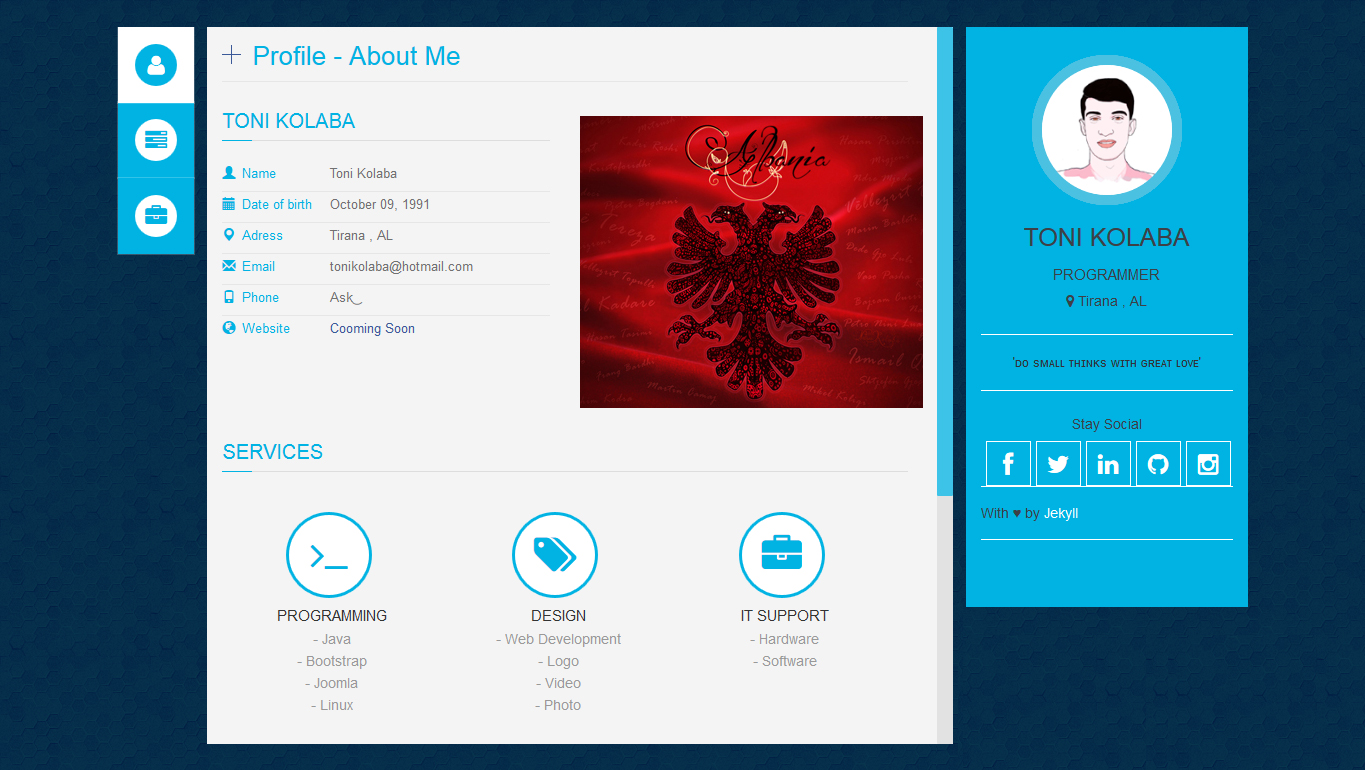 Profile - About Me
TONI KOLABA
Name Toni Kolaba
Date of birth October 09, 1991
Adress Tirana , AL
Email tonikolaba@hotmail.com
Phone Ask
Website Cooming Soon
Albania
Tereza
Kadare
SERVICES
PROGRAMMING
- Java
- Bootstrap
- Joomla
- Linux
DESIGN
- Web Development
- Logo
- Video
- Photo
IT SUPPORT
- Hardware
- Software
TONI KOLABA
PROGRAMMER
Tirana , AL
'DO SMALL THINKS WITH GREAT LOVE'
Stay Social
With ♥ by Jekyll